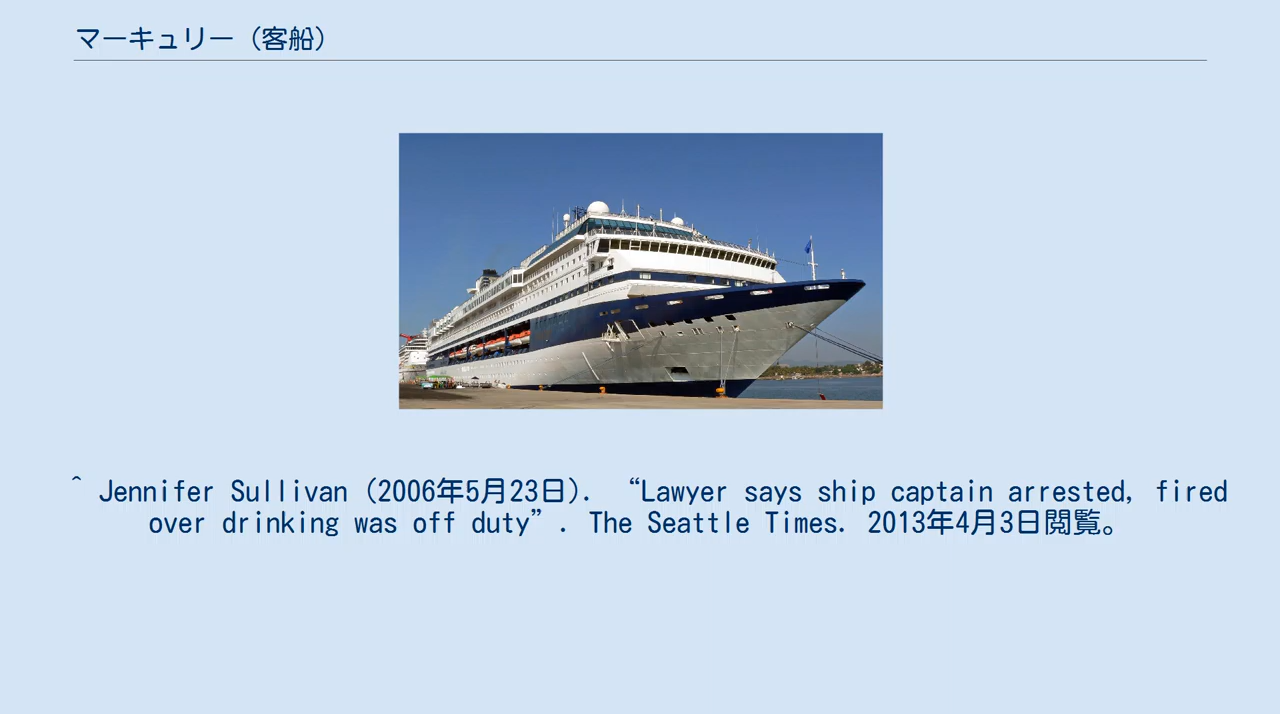 マーキュリー（客船）
^ Jennifer Sullivan (2006年5月23日). “Lawyer says ship captain arrested, fired
over drinking was off duty”. The Seattle Times. 2013年4月3日閲覧。